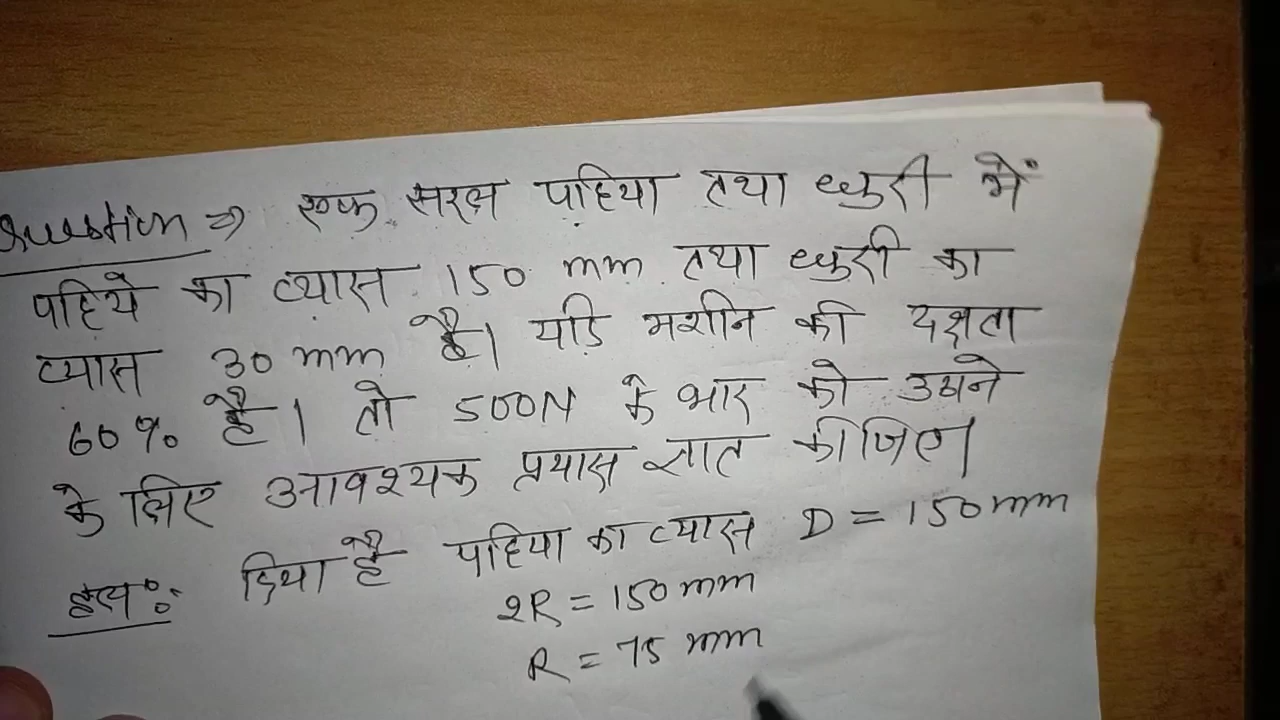 Question ⇒ एक सरल पहिया तथा धुरी में
पहिये का व्यास 150 mm तथा धुरी का
व्यास 30 mm है। यदि मशीन की दक्षता
60% है। तो 500N के भार को उठाने
के लिए आवश्यक प्रयास ज्ञात कीजिए।
हल: दिया है पहिया का व्यास D = 150 mm
2R = 150 mm
R = 75 mm